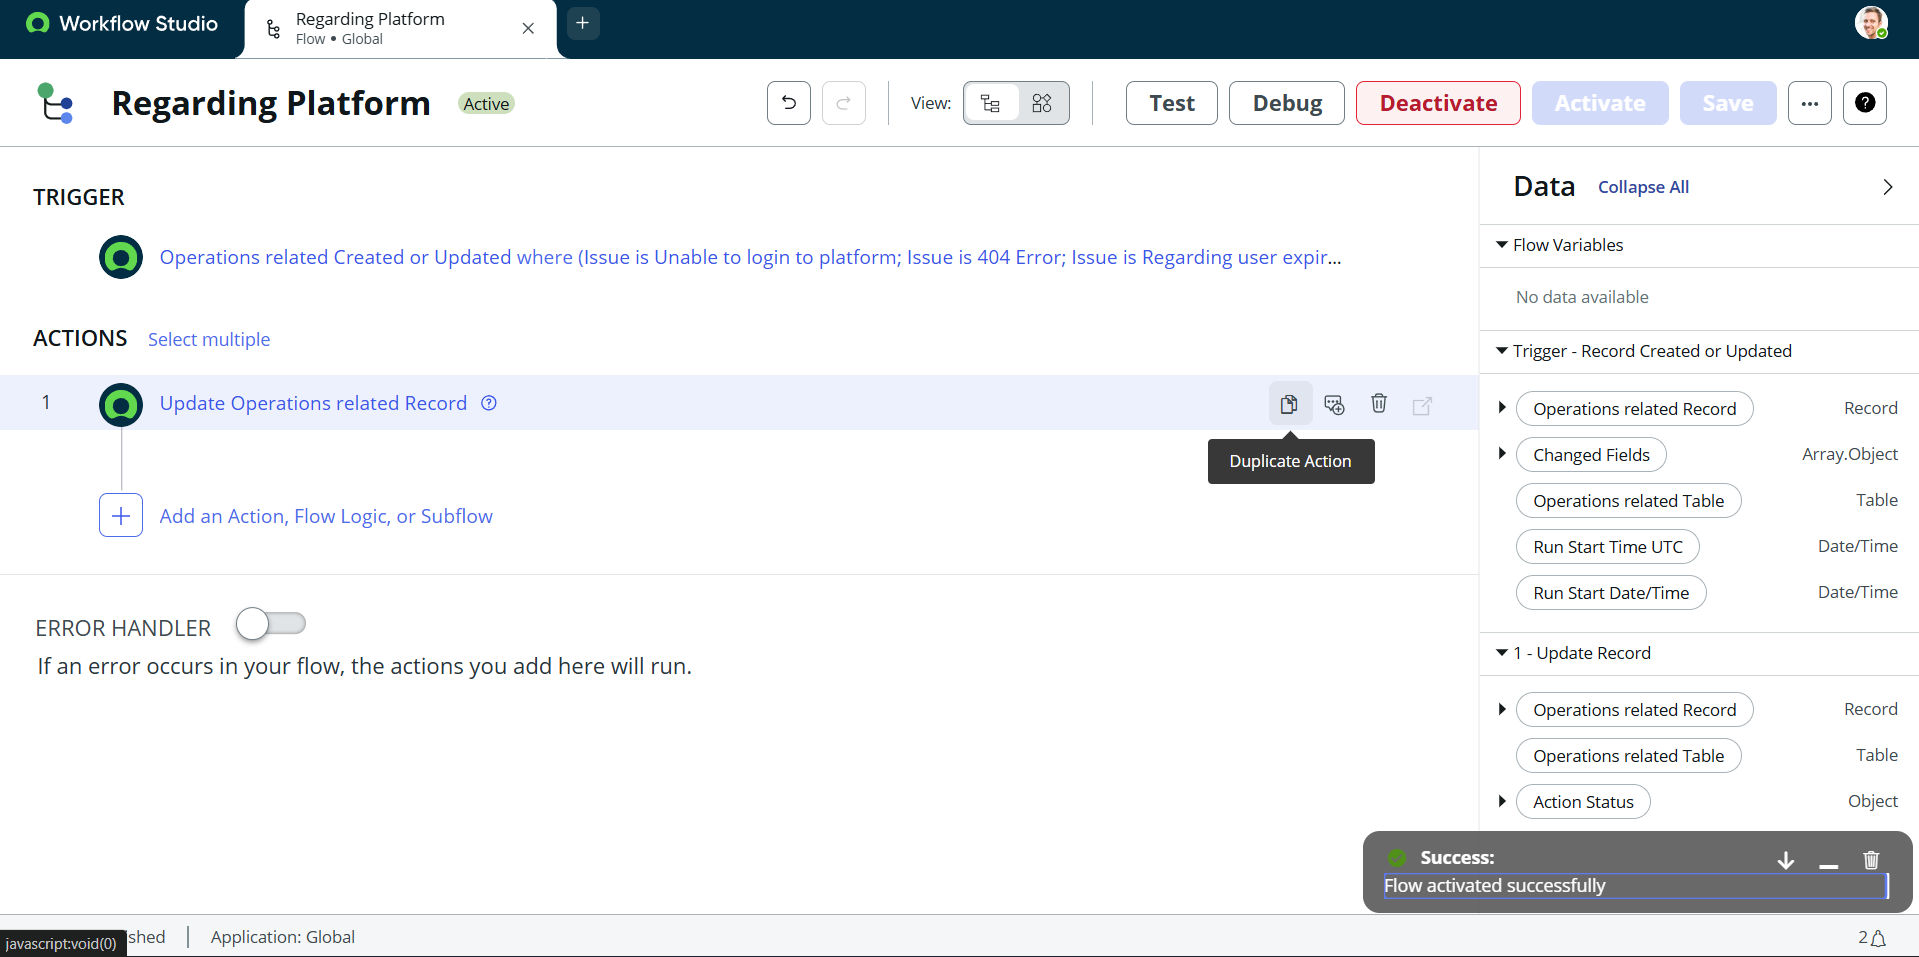 Workflow Studio
Regarding Platform
Flow • Global
Regarding Platform
Active
View:
Test
Debug
Deactivate
Activate
Save
TRIGGER
Operations related Created or Updated where (Issue is Unable to login to platform; Issue is 404 Error; Issue is Regarding user expir...
ACTIONS Select multiple
1 Update Operations related Record
Duplicate Action
Add an Action, Flow Logic, or Subflow
ERROR HANDLER
If an error occurs in your flow, the actions you add here will run.
Data Collapse All
Flow Variables
No data available
Trigger - Record Created or Updated
Operations related Record Record
Changed Fields Array.Object
Operations related Table Table
Run Start Time UTC Date/Time
Run Start Date/Time Date/Time
1 - Update Record
Operations related Record Record
Operations related Table Table
Action Status Object
Success:
Flow activated successfully
javascript:void(0)
shed
Application: Global
2